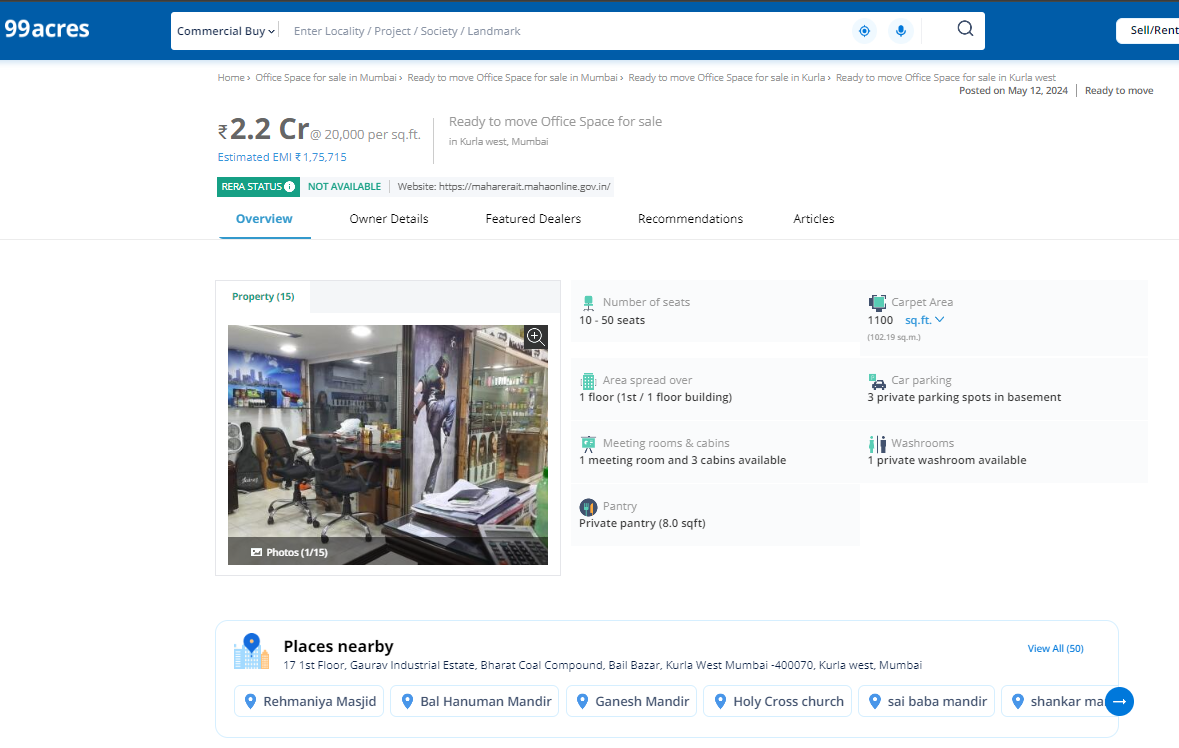 99acres
Commercial Buy
Enter Locality / Project / Society / Landmark
Sell/Rent
Home › Office Space for sale in Mumbai › Ready to move Office Space for sale in Mumbai › Ready to move Office Space for sale in Kurla › Ready to move Office Space for sale in Kurla west
Posted on May 12, 2024 | Ready to move
₹ 2.2 Cr @ 20,000 per sq.ft.
Estimated EMI ₹ 1,75,715
Ready to move Office Space for sale
in Kurla west, Mumbai
RERA STATUS NOT AVAILABLE | Website: https://maharerait.mahaonline.gov.in/
Overview Owner Details Featured Dealers Recommendations Articles
Property (15)
Photos (1/15)
Number of seats
10 - 50 seats
Carpet Area
1100 sq.ft.
(102.19 sq.m.)
Area spread over
1 floor (1st / 1 floor building)
Car parking
3 private parking spots in basement
Meeting rooms & cabins
1 meeting room and 3 cabins available
Washrooms
1 private washroom available
Pantry
Private pantry (8.0 sqft)
Places nearby
View All (50)
17 1st Floor, Gaurav Industrial Estate, Bharat Coal Compound, Bail Bazar, Kurla West Mumbai -400070, Kurla west, Mumbai
Rehmaniya Masjid Bal Hanuman Mandir Ganesh Mandir Holy Cross church sai baba mandir shankar ma